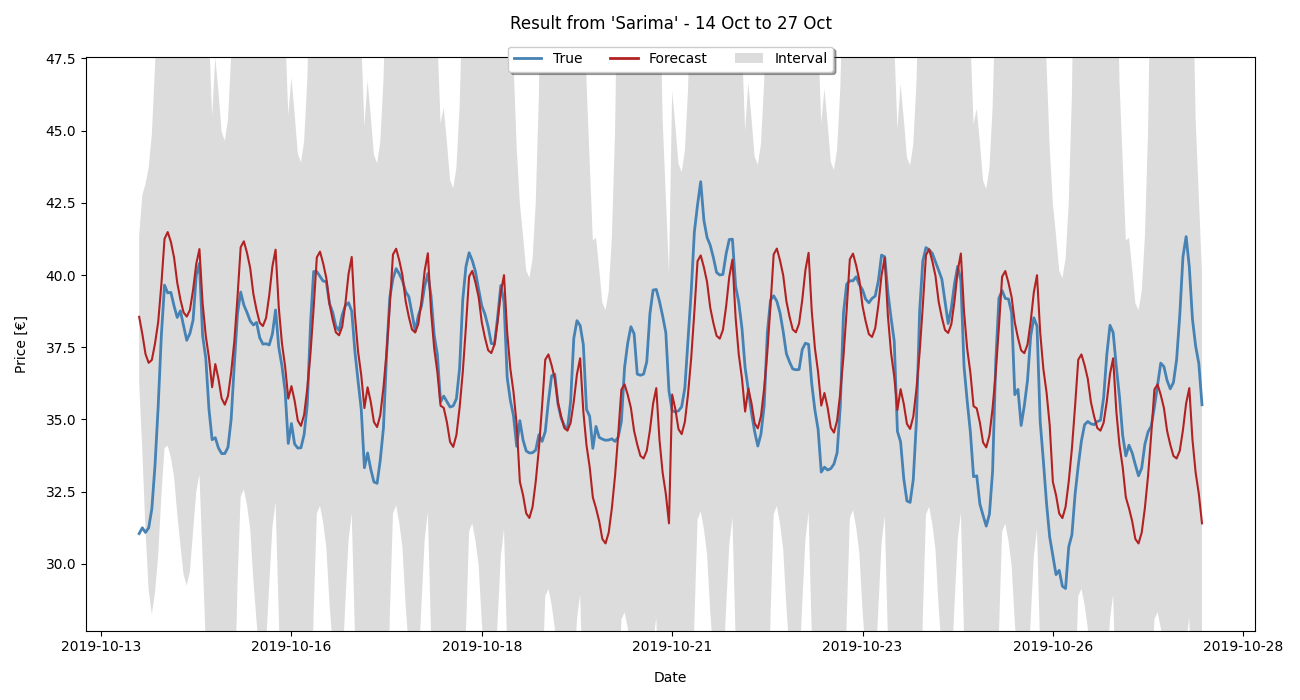 Result from 'Sarima' - 14 Oct to 27 Oct
True Forecast Interval
47.5
45.0
42.5
40.0
37.5
35.0
32.5
30.0
Price [€]
2019-10-13 2019-10-16 2019-10-18 2019-10-21 2019-10-23 2019-10-26 2019-10-28
Date